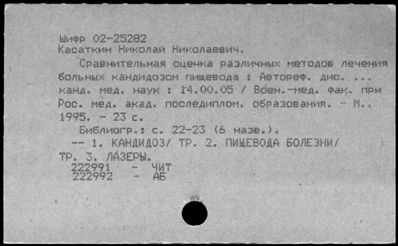 Шифр 02-25282
Касаткин Николай Николаевич.
Сравнительная оценка различных методов лечения
больных кандидозом пищевода : Автореф. дис. ...
канд. мед. наук : 14.00.05 / Воен.-мед. фак. при
Рос. мед. акад. последиплом. образования. - М.,
1995. - 23 с.
Библиогр.: с. 22-23 (6 назв.).
-- 1. КАНДИДОЗ/ ТР. 2. ПИЩЕВОДА БОЛЕЗНИ/
ТР. 3. ЛАЗЕРЫ.
222991 - ЧИТ
222992 - АБ